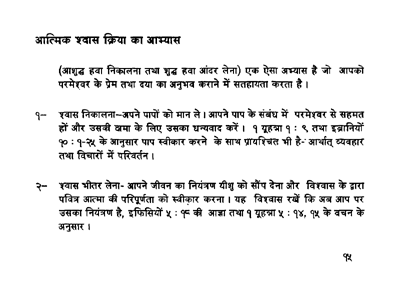 आत्मिक श्वास क्रिया का आभ्यास
(आशुद्ध हवा निकालना तथा शुद्ध हवा आंदर लेना) एक ऐसा अभ्यास है जो आपको
परमेश्वर के प्रेम तथा दया का अनुभव कराने में सतहायता करता है ।
१-- श्वास निकालना–अपने पापों को मान ले । आपने पाप के संबंध में परमेश्वर से सहमत
हों और उसकी क्षमा के लिए उसका धन्यवाद करें । १ यूहन्ना १ : ९, तथा इब्रानियों
१० : १-२५ के आनुसार पाप स्वीकार करने के साथ प्रायश्चित भी है-' आर्थात् व्यवहार
तथा विचारों में परिवर्तन ।
२-- श्वास भीतर लेना- आपने जीवन का नियंत्रण यीशु को सौंप देना और विश्वास के द्वारा
पवित्र आत्मा की परिपूर्णता को स्वीक़ार करना । यह विश्वास रखें कि अब आप पर
उसका नियंत्रण है, इफिसियों ५ : १८ की आज्ञा तथा १ यूहन्ना ५ : १४, १५ के वचन के
अनुसार ।
१५